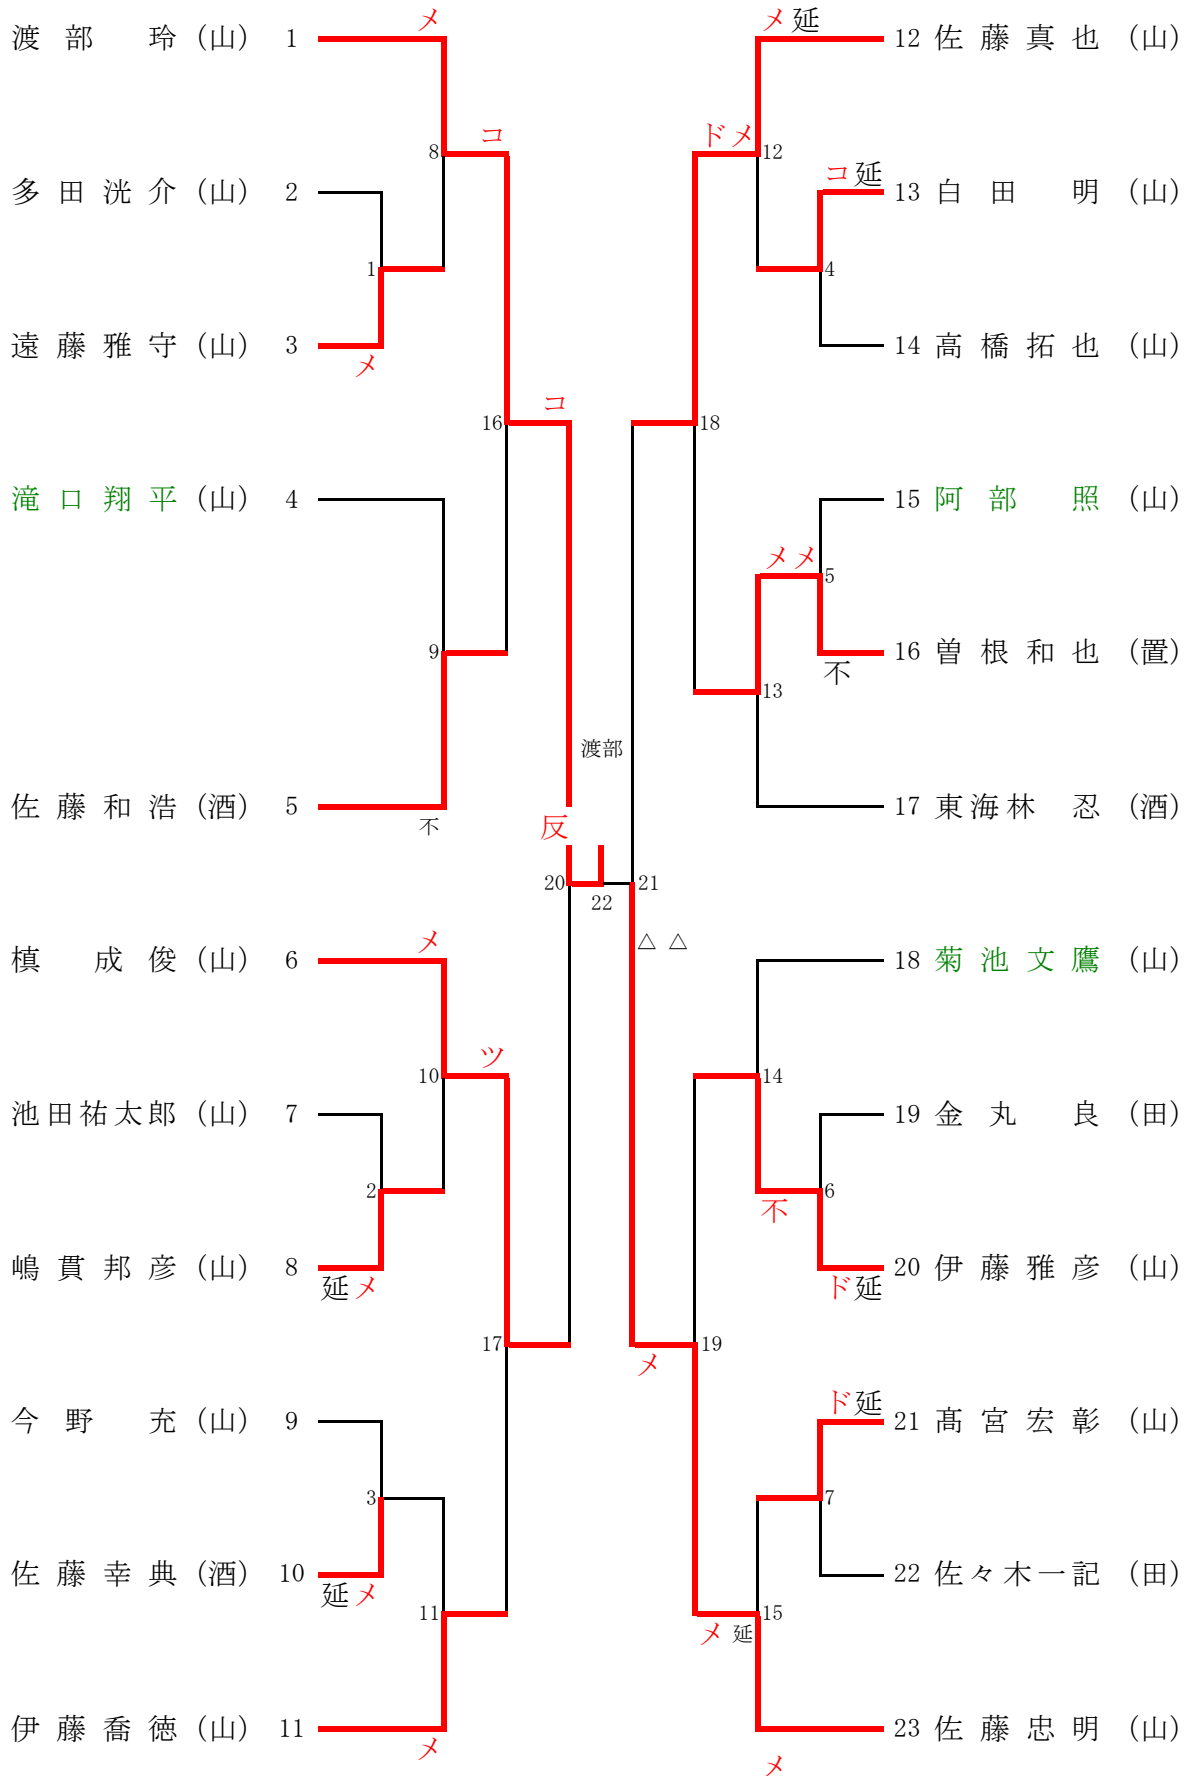 メ
メ 延
渡部 玲 (山) 1
12 佐藤真也 (山)
コ
ドメ
8
12
コ 延
多田洸介 (山) 2
13 白田 明 (山)
1
4
遠藤雅守 (山) 3
14 高橋拓也 (山)
メ
コ
16
18
滝口翔平 (山) 4
15 阿部 照 (山)
メメ
5
9
16 曽根和也 (置)
不
13
渡部
佐藤和浩 (酒) 5
17 東海林 忍 (酒)
不
反
20
21
22
メ
△ △
槙 成俊 (山) 6
18 菊池文鷹 (山)
ツ
10
14
池田祐太郎 (山) 7
19 金丸 良 (田)
2
6
不
嶋貫邦彦 (山) 8
20 伊藤雅彦 (山)
延 メ
ド延
17
19
メ
ド延
今野 充 (山) 9
21 髙宮宏彰 (山)
3
7
佐藤幸典 (酒) 10
22 佐々木一記 (田)
延 メ
11
15
メ 延
伊藤喬徳 (山) 11
23 佐藤忠明 (山)
メ
メ